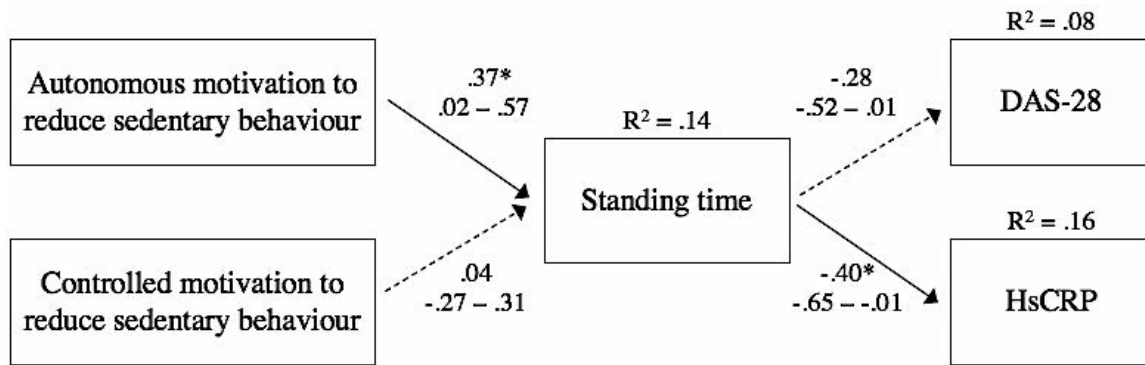 R² = .08
Autonomous motivation to
reduce sedentary behaviour
.37*
.02 – .57
-.28
-.52 – .01
DAS-28
R² = .14
Standing time
R² = .16
Controlled motivation to
reduce sedentary behaviour
.04
-.27 – .31
-.40*
-.65 – -.01
HsCRP